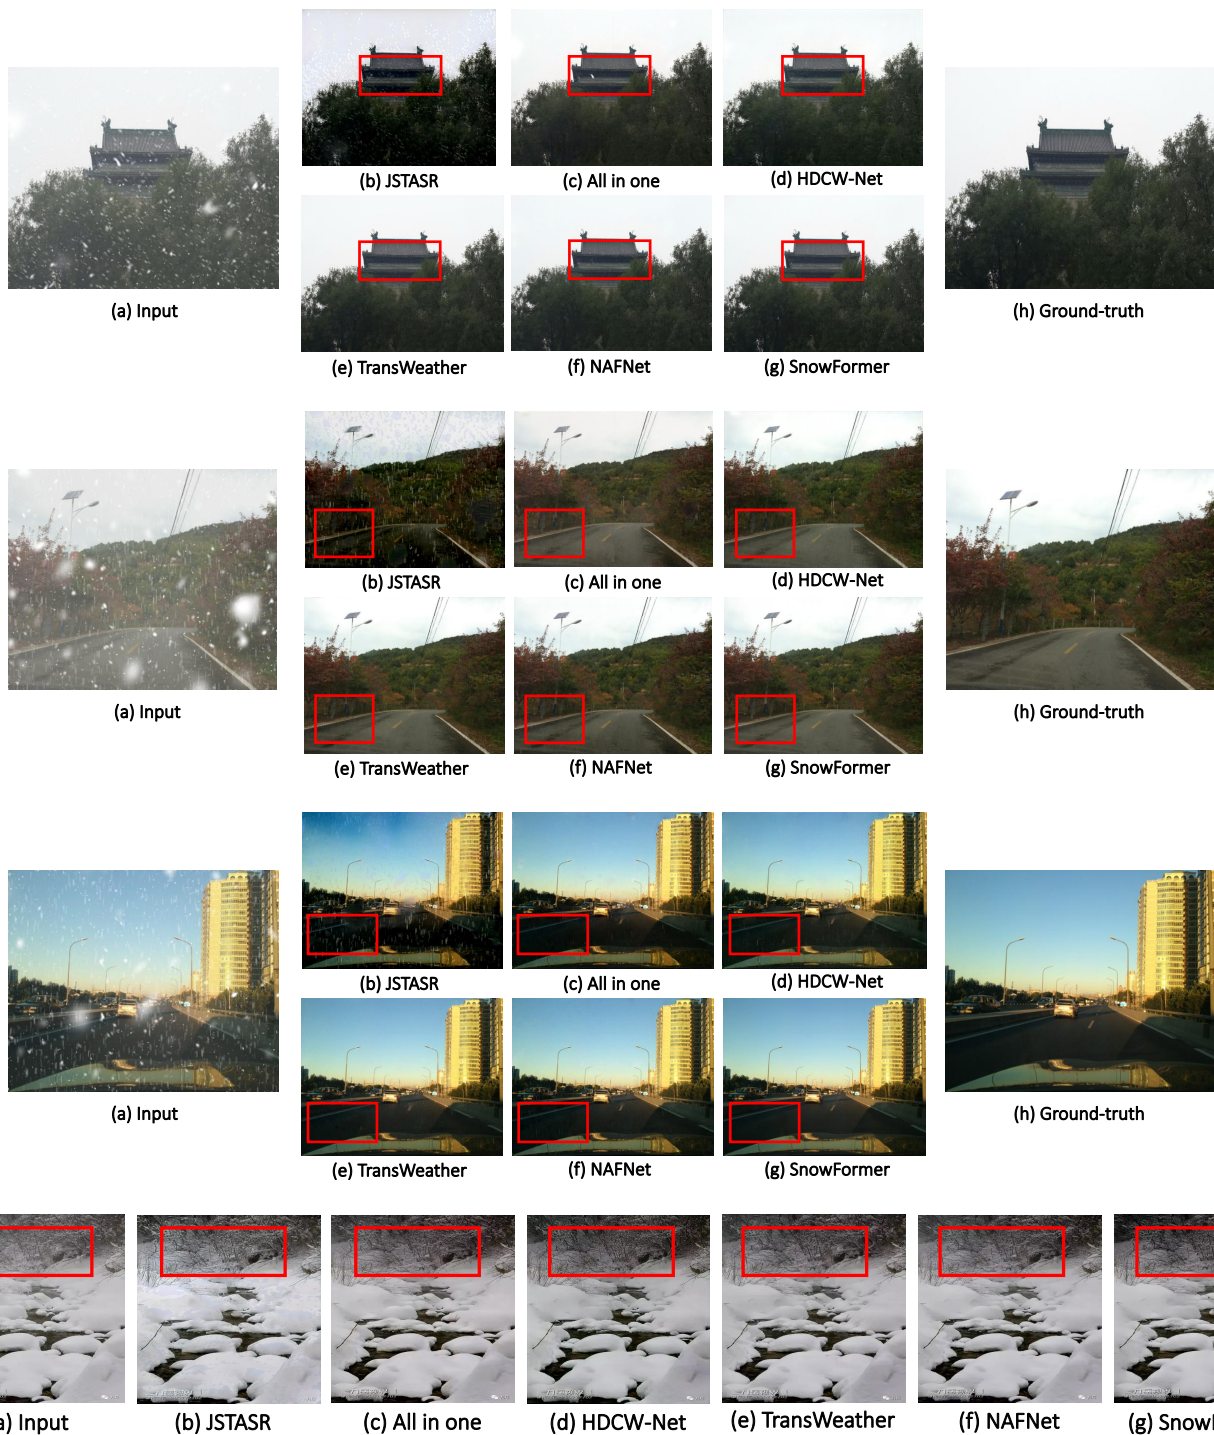 (b) JSTASR
(c) All in one
(d) HDCW-Net
(a) Input
(h) Ground-truth
(e) TransWeather
(f) NAFNet
(g) SnowFormer
(b) JSTASR
(c) All in one
(d) HDCW-Net
(a) Input
(h) Ground-truth
(e) TransWeather
(f) NAFNet
(g) SnowFormer
(b) JSTASR
(c) All in one
(d) HDCW-Net
(a) Input
(h) Ground-truth
(e) TransWeather
(f) NAFNet
(g) SnowFormer
a) Input
(b) JSTASR
(c) All in one
(d) HDCW-Net
(e) TransWeather
(f) NAFNet
(g) Snow